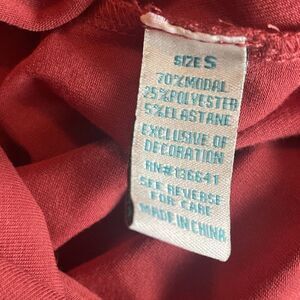 SIZE S
70%MODAL
25%POLYESTER
5%ELASTANE
EXCLUSIVE OF
DECORATION
RN#136641
SEE REVERSE
FOR CARE
MADE IN CHINA